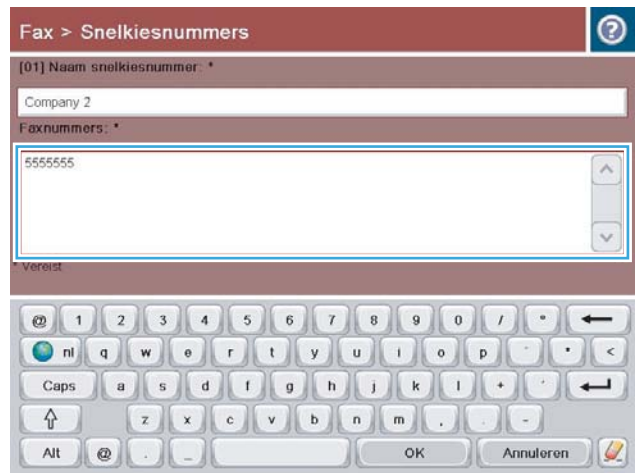 Fax > Snelkiesnummers
?
[01] Naam snelkiesnummer: *
Company 2
Faxnummers: *
5555555
* Vereist
@ 1 2 3 4 5 6 7 8 9 0 / °
nl q w e r t y u i o p ¨ * <
Caps a s d f g h j k l + ´
z x c v b n m , . -
Alt @ . _ OK Annuleren